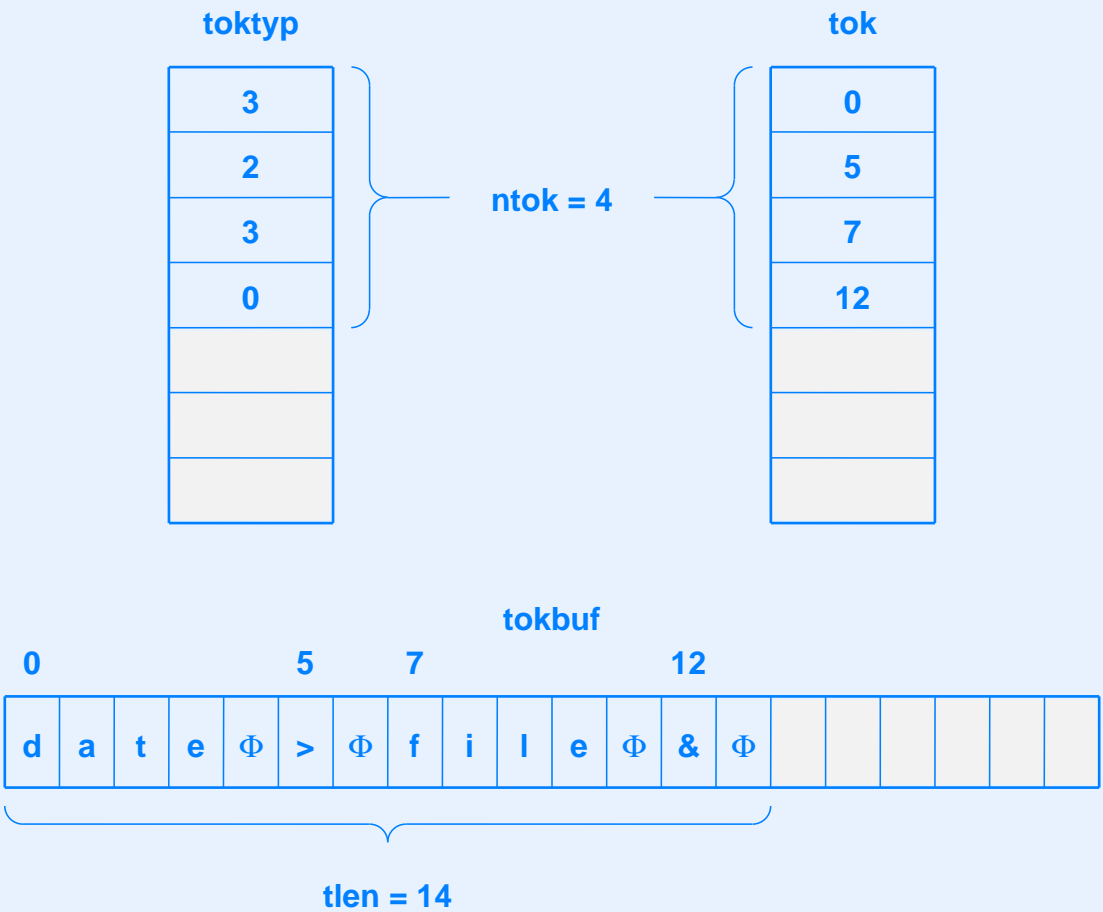 toktyp tok
3 0
2 5
ntok = 4
3 7
0 12
tokbuf
0 5 7 12
d a t e Φ > Φ f i l e Φ & Φ
tlen = 14